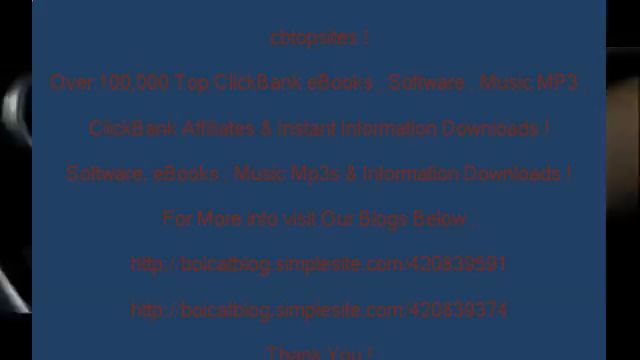 cbtopsites !
Over 100,000 Top ClickBank eBooks , Software , Music MP3 ,
ClickBank Affiliates & Instant Information Downloads !
Software, eBooks , Music Mp3s & Information Downloads !
For More info visit Our Blogs Below...
http://boicalblog.simplesite.com/420839591
http://boicalblog.simplesite.com/420839374
Thank You !